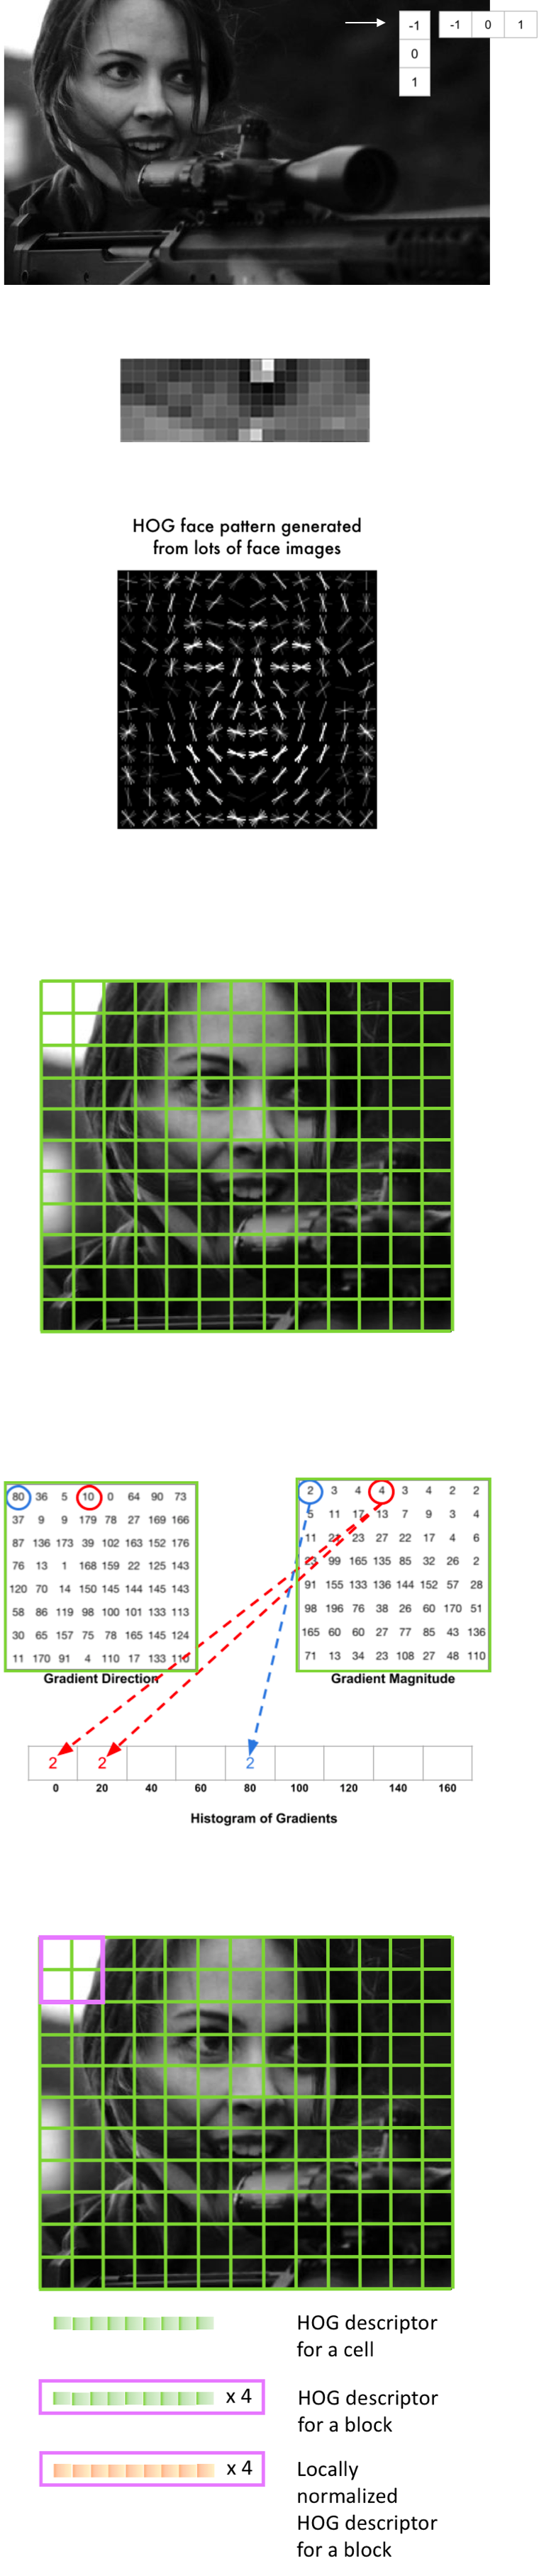 -1 -1 0 1
0
1
HOG face pattern generated
from lots of face images
80 36 5 10 0 64 90 73
37 9 9 179 78 27 169 166
87 136 173 39 102 163 152 176
76 13 1 168 159 22 125 143
120 70 14 150 145 144 145 143
58 86 119 98 100 101 133 113
30 65 157 75 78 165 145 124
11 170 91 4 110 17 133 110
Gradient Direction
2 3 4 4 3 4 2 2
5 11 17 13 7 9 3 4
11 21 23 27 22 17 4 6
23 99 165 135 85 32 26 2
91 155 133 136 144 152 57 28
98 196 76 38 26 60 170 51
165 60 60 27 77 85 43 136
71 13 34 23 108 27 48 110
Gradient Magnitude
2 2 2
0 20 40 60 80 100 120 140 160
Histogram of Gradients
HOG descriptor
for a cell
x 4
HOG descriptor
for a block
x 4
Locally
normalized
HOG descriptor
for a block